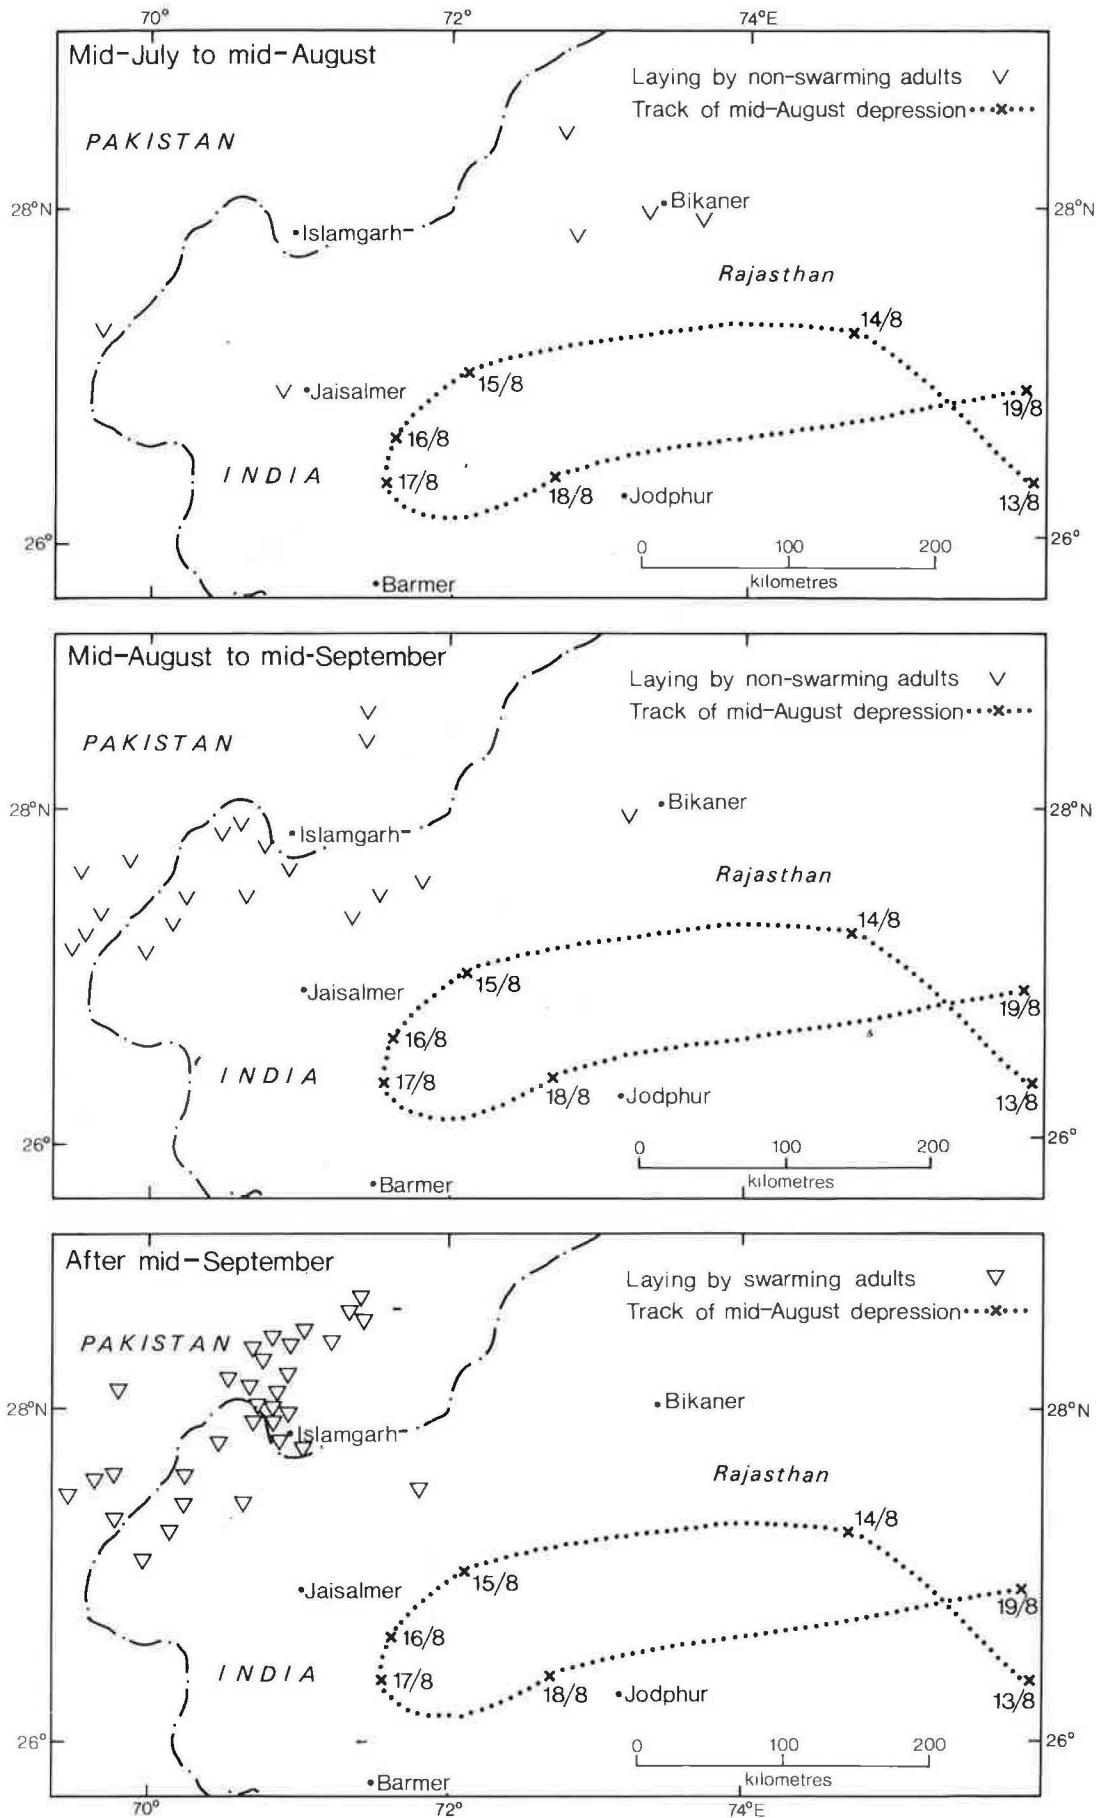 70° 72° 74°E
Mid-July to mid-August
Laying by non-swarming adults
Track of mid-August depression
PAKISTAN
28°N Bikaner 28°N
Islamgarh
Rajasthan
14/8
15/8
Jaisalmer
19/8
16/8
INDIA 17/8
18/8 Jodphur 13/8
26° 26°
0 100 200
kilometres
Barmer
Mid-August to mid-September
Laying by non-swarming adults
Track of mid-August depression
PAKISTAN
28°N Bikaner 28°N
Islamgarh
Rajasthan
14/8
15/8
Jaisalmer
19/8
16/8
INDIA 17/8
18/8 Jodphur 13/8
26° 26°
0 100 200
kilometres
Barmer
After mid-September
Laying by swarming adults
Track of mid-August depression
PAKISTAN
28°N Bikaner 28°N
Islamgarh
Rajasthan
14/8
15/8
Jaisalmer
19/8
16/8
INDIA 17/8
18/8 Jodphur 13/8
26° 26°
0 100 200
kilometres
Barmer
70° 72° 74°E